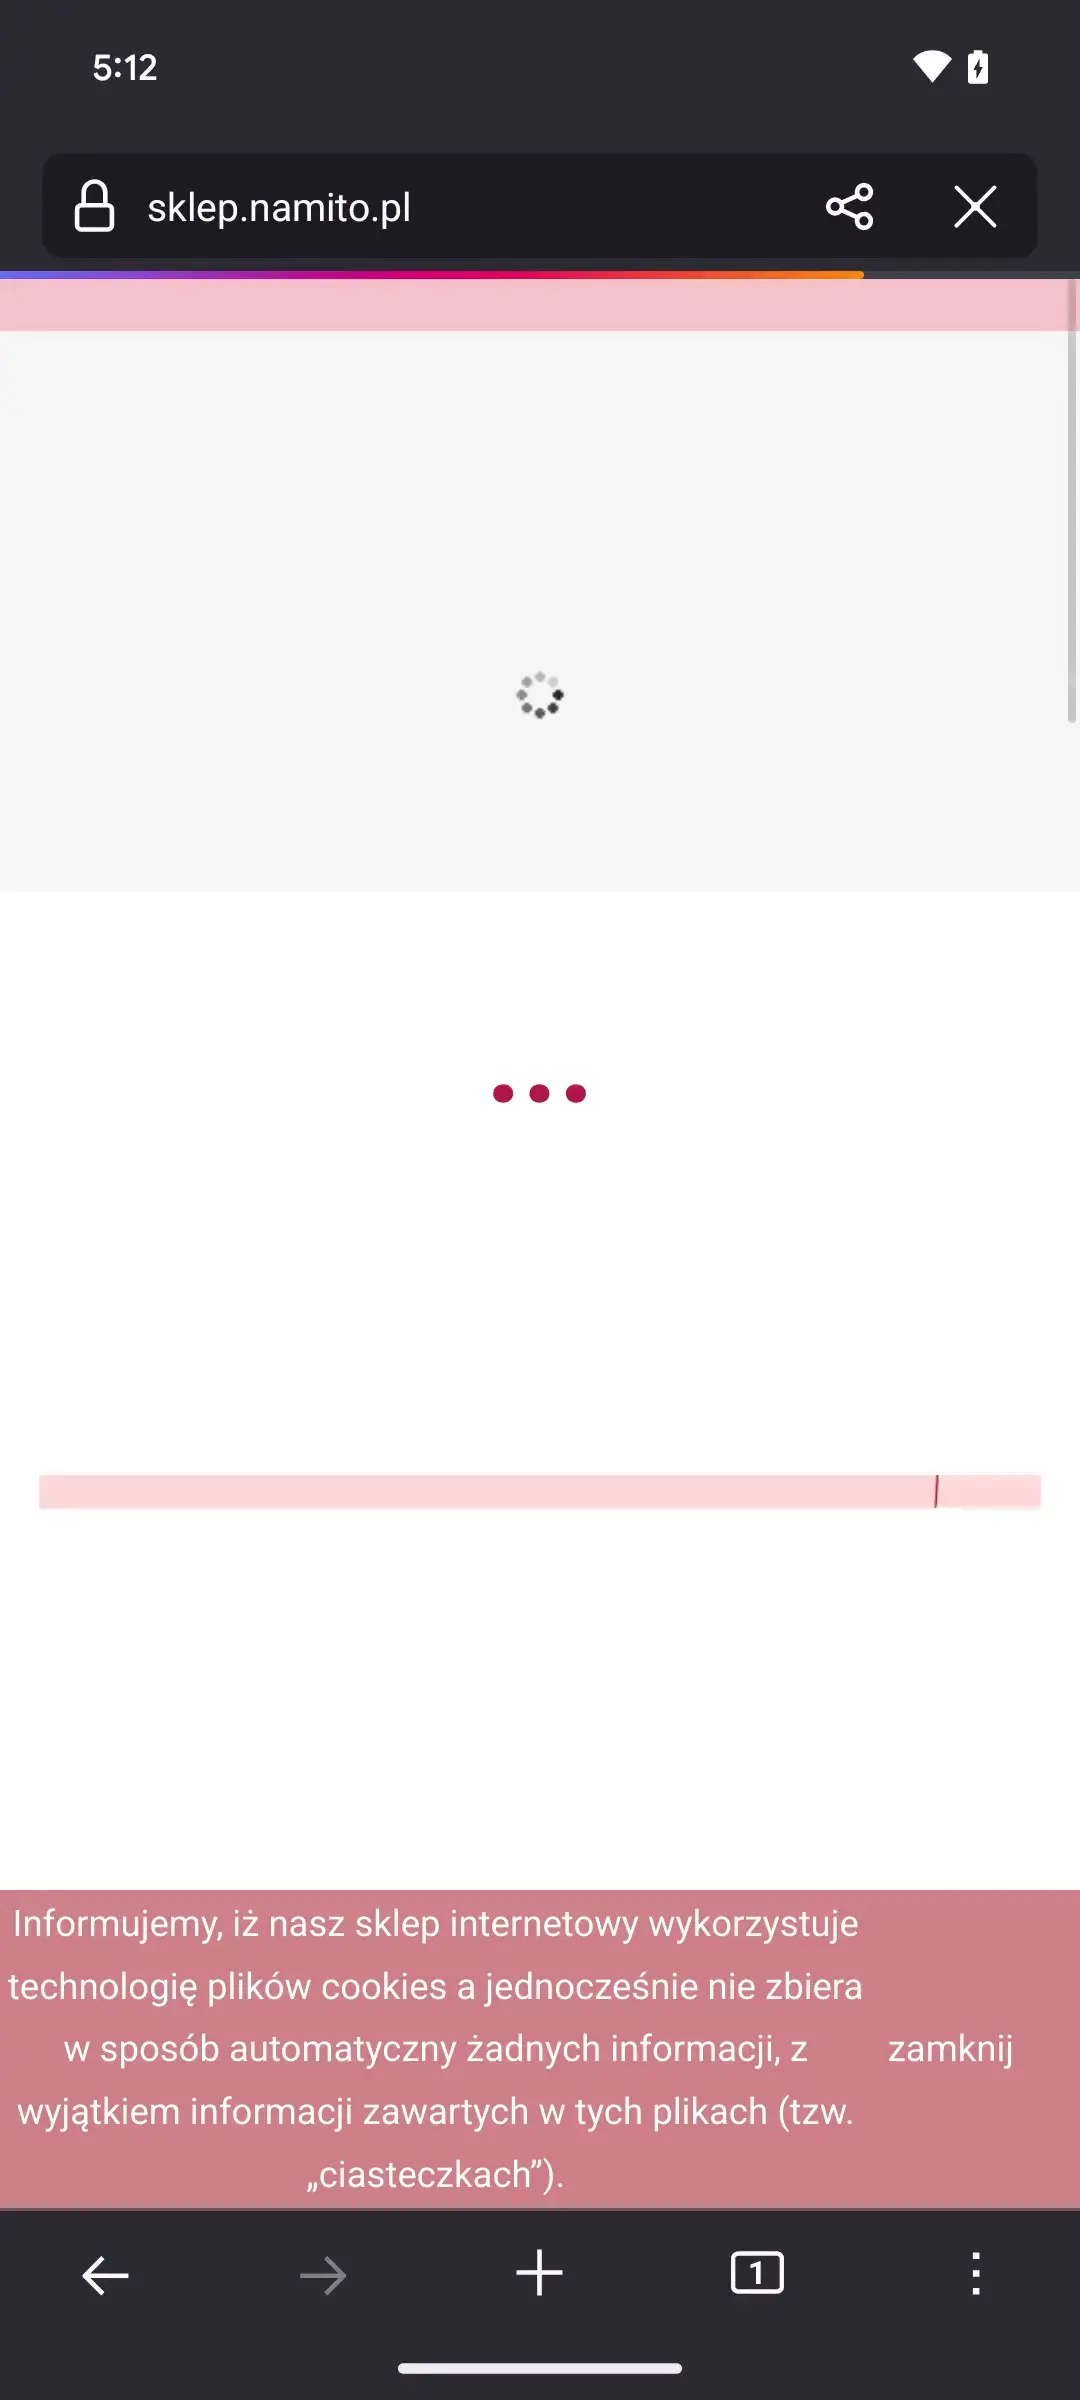 5:12
sklep.namito.pl
Informujemy, iż nasz sklep internetowy wykorzystuje
technologię plików cookies a jednocześnie nie zbiera
w sposób automatyczny żadnych informacji, z
wyjątkiem informacji zawartych w tych plikach (tzw.
„ciasteczkach”).
zamknij
1